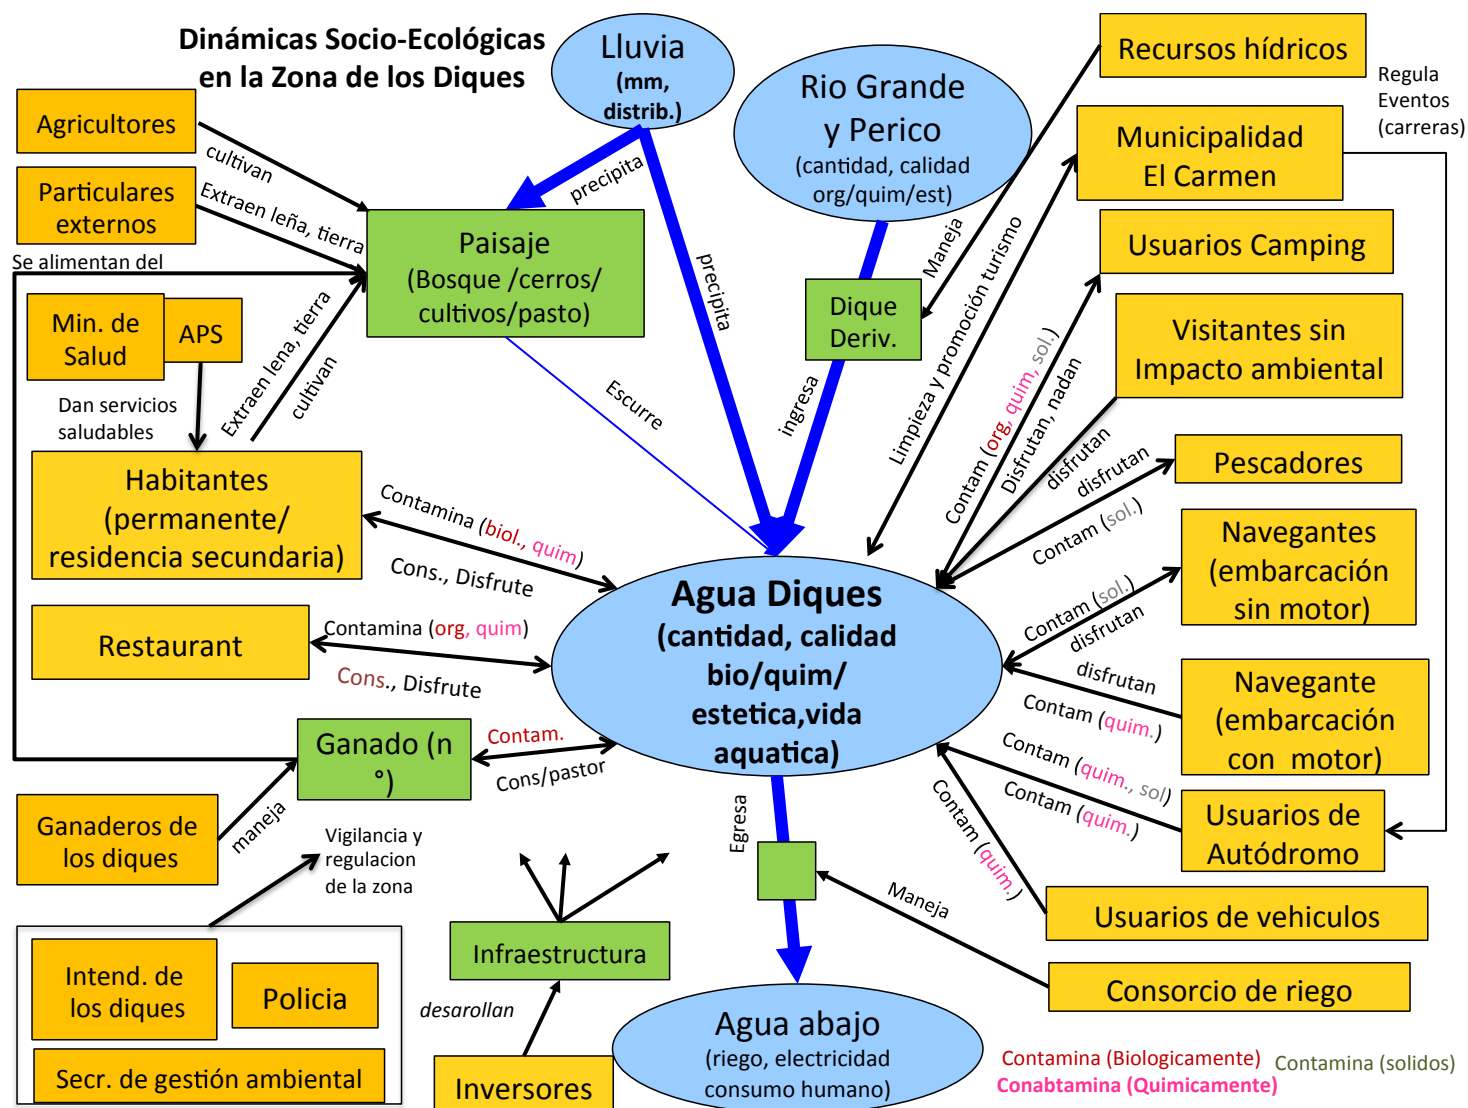 Dinámicas Socio-Ecológicas
en la Zona de los Diques
Lluvia
(mm,
distrib.)
Rio Grande
y Perico
(cantidad, calidad
org/quim/est)
Recursos hídricos
Regula
Eventos
(carreras)
Agricultores
cultivan
Particulares
externos
Extraen leña, tierra
Se alimentan del
precipita
precipita
Paisaje
(Bosque /cerros/
cultivos/pasto)
Maneja
Dique
Deriv.
ingresa
Municipalidad
El Carmen
Limpieza y promoción turismo
Usuarios Camping
Contam (org, quim, sol.)
Disfrutan, nadan
Visitantes sin
Impacto ambiental
disfrutan
Min. de
Salud
APS
Dan servicios
saludables
Extraen lena, tierra
cultivan
Escurre
Habitantes
(permanente/
residencia secundaria)
Contamina (biol., quim)
Cons., Disfrute
disfrutan
Contam (sol.)
Pescadores
Navegantes
(embarcación
sin motor)
Contam (sol.)
disfrutan
Restaurant
Contamina (org, quim)
Cons., Disfrute
Agua Diques
(cantidad, calidad
bio/quim/
estetica,vida
aquatica)
disfrutan
Contam (quim.)
Navegante
(embarcación
con motor)
Ganado (n
°)
Contam.
Cons/pastor
Contam (quim., sol)
Contam (quim.)
Usuarios de
Autódromo
Ganaderos de
los diques
maneja
Vigilancia y
regulacion
de la zona
Egresa
Contam (quim.)
Maneja
Usuarios de vehiculos
Infraestructura
desarollan
Inversores
Intend. de
los diques
Policia
Secr. de gestión ambiental
Consorcio de riego
Agua abajo
(riego, electricidad
consumo humano)
Contamina (Biologicamente)
Contamina (solidos)
Conabtamina (Quimicamente)